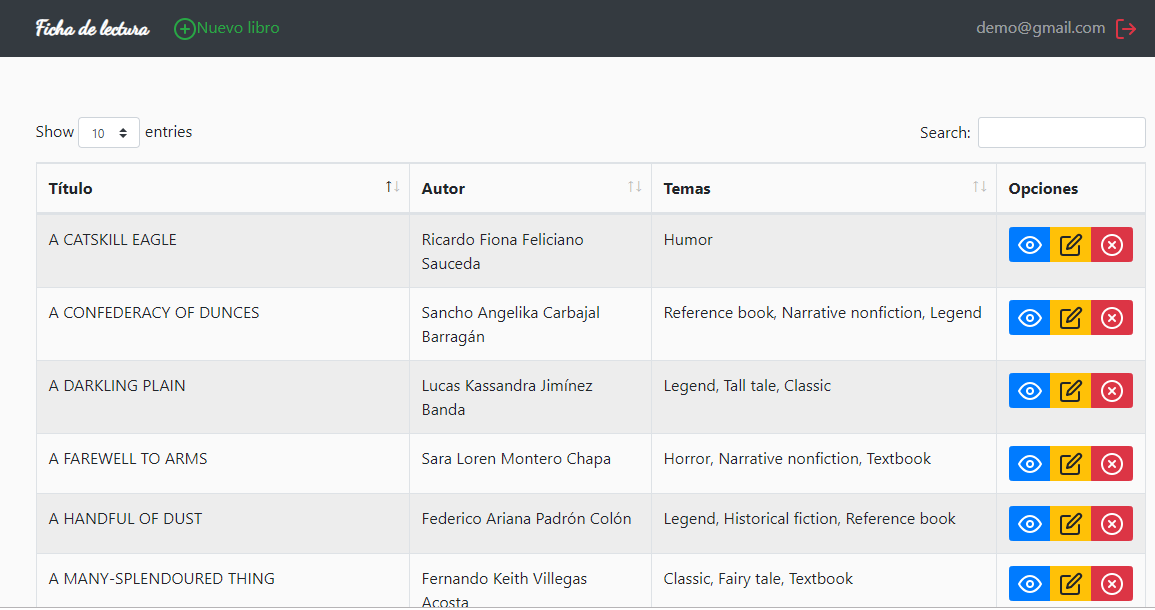 Ficha de lectura Nuevo libro demo@gmail.com
Show 10 entries Search:
Título Autor Temas Opciones
A CATSKILL EAGLE Ricardo Fiona Feliciano Humor
Sauceda
A CONFEDERACY OF DUNCES Sancho Angelika Carbajal Reference book, Narrative nonfiction, Legend
Barragán
A DARKLING PLAIN Lucas Kassandra Jimínez Legend, Tall tale, Classic
Banda
A FAREWELL TO ARMS Sara Loren Montero Chapa Horror, Narrative nonfiction, Textbook
A HANDFUL OF DUST Federico Ariana Padrón Colón Legend, Historical fiction, Reference book
A MANY-SPLENDOURED THING Fernando Keith Villegas Classic, Fairy tale, Textbook
Acosta